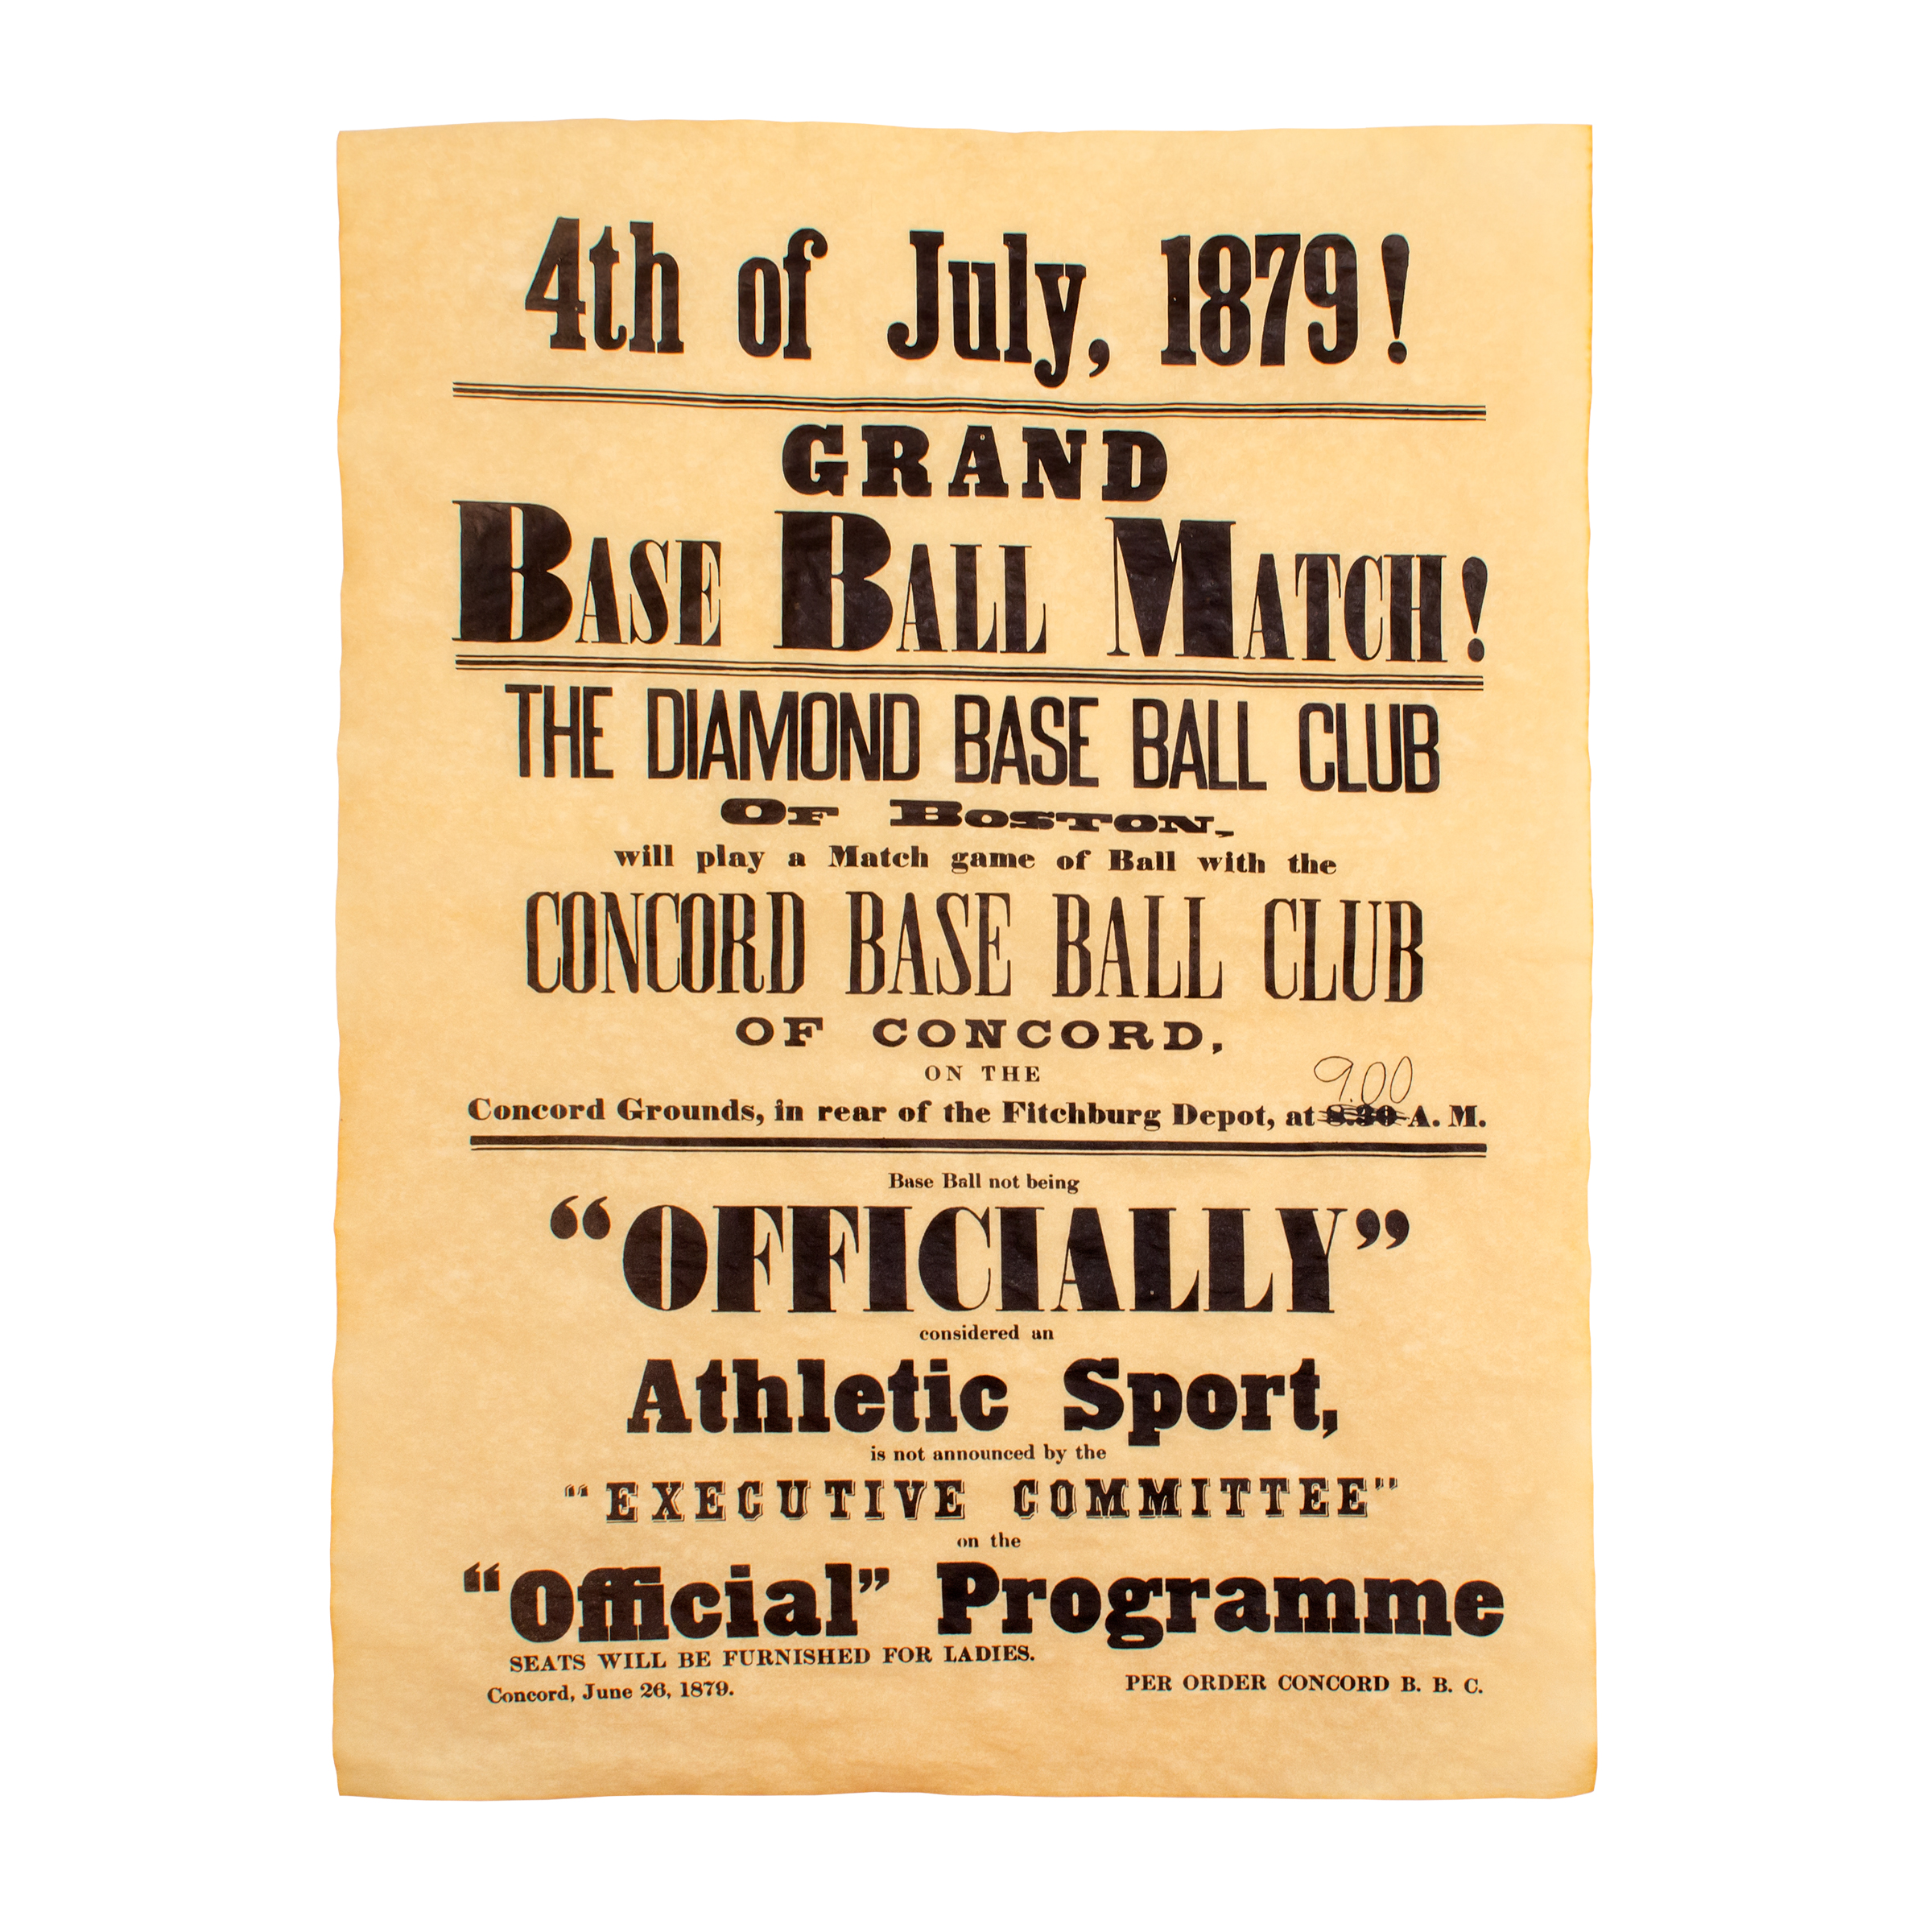 4th of July, 1879!
GRAND
BASE BALL MATCH!
THE DIAMOND BASE BALL CLUB
OF BOSTON,
will play a Match game of Ball with the
CONCORD BASE BALL CLUB
OF CONCORD,
ON THE
9.00
Concord Grounds, in rear of the Fitchburg Depot, at 8.30 A. M.
Base Ball not being
“OFFICIALLY”
considered an
Athletic Sport,
is not announced by the
“EXECUTIVE COMMITTEE”
on the
“Official” Programme
SEATS WILL BE FURNISHED FOR LADIES.
Concord, June 26, 1879.
PER ORDER CONCORD B. B. C.